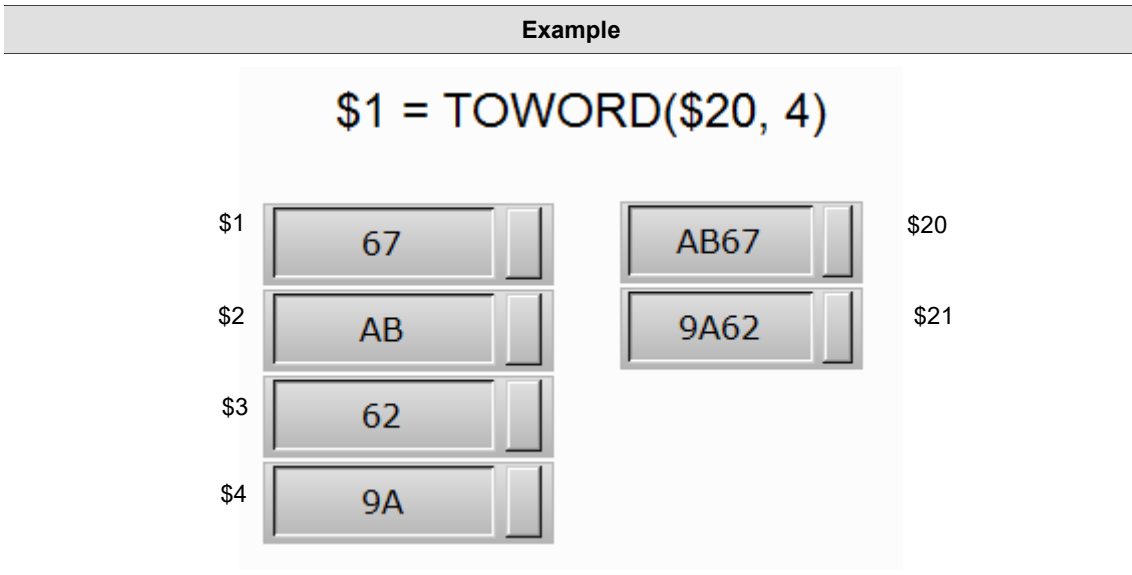 Example
$1 = TOWORD($20, 4)
$1 67 AB67 $20
$2 AB 9A62 $21
$3 62
$4 9A